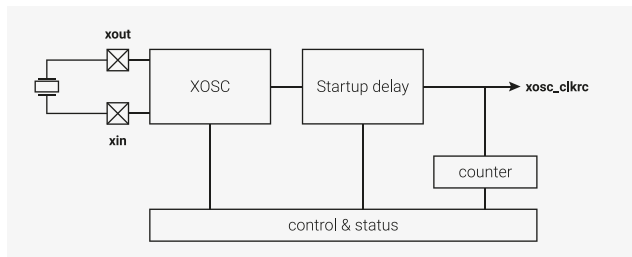 xout
XOSC
Startup delay
xosc_clkrc
xin
counter
control & status